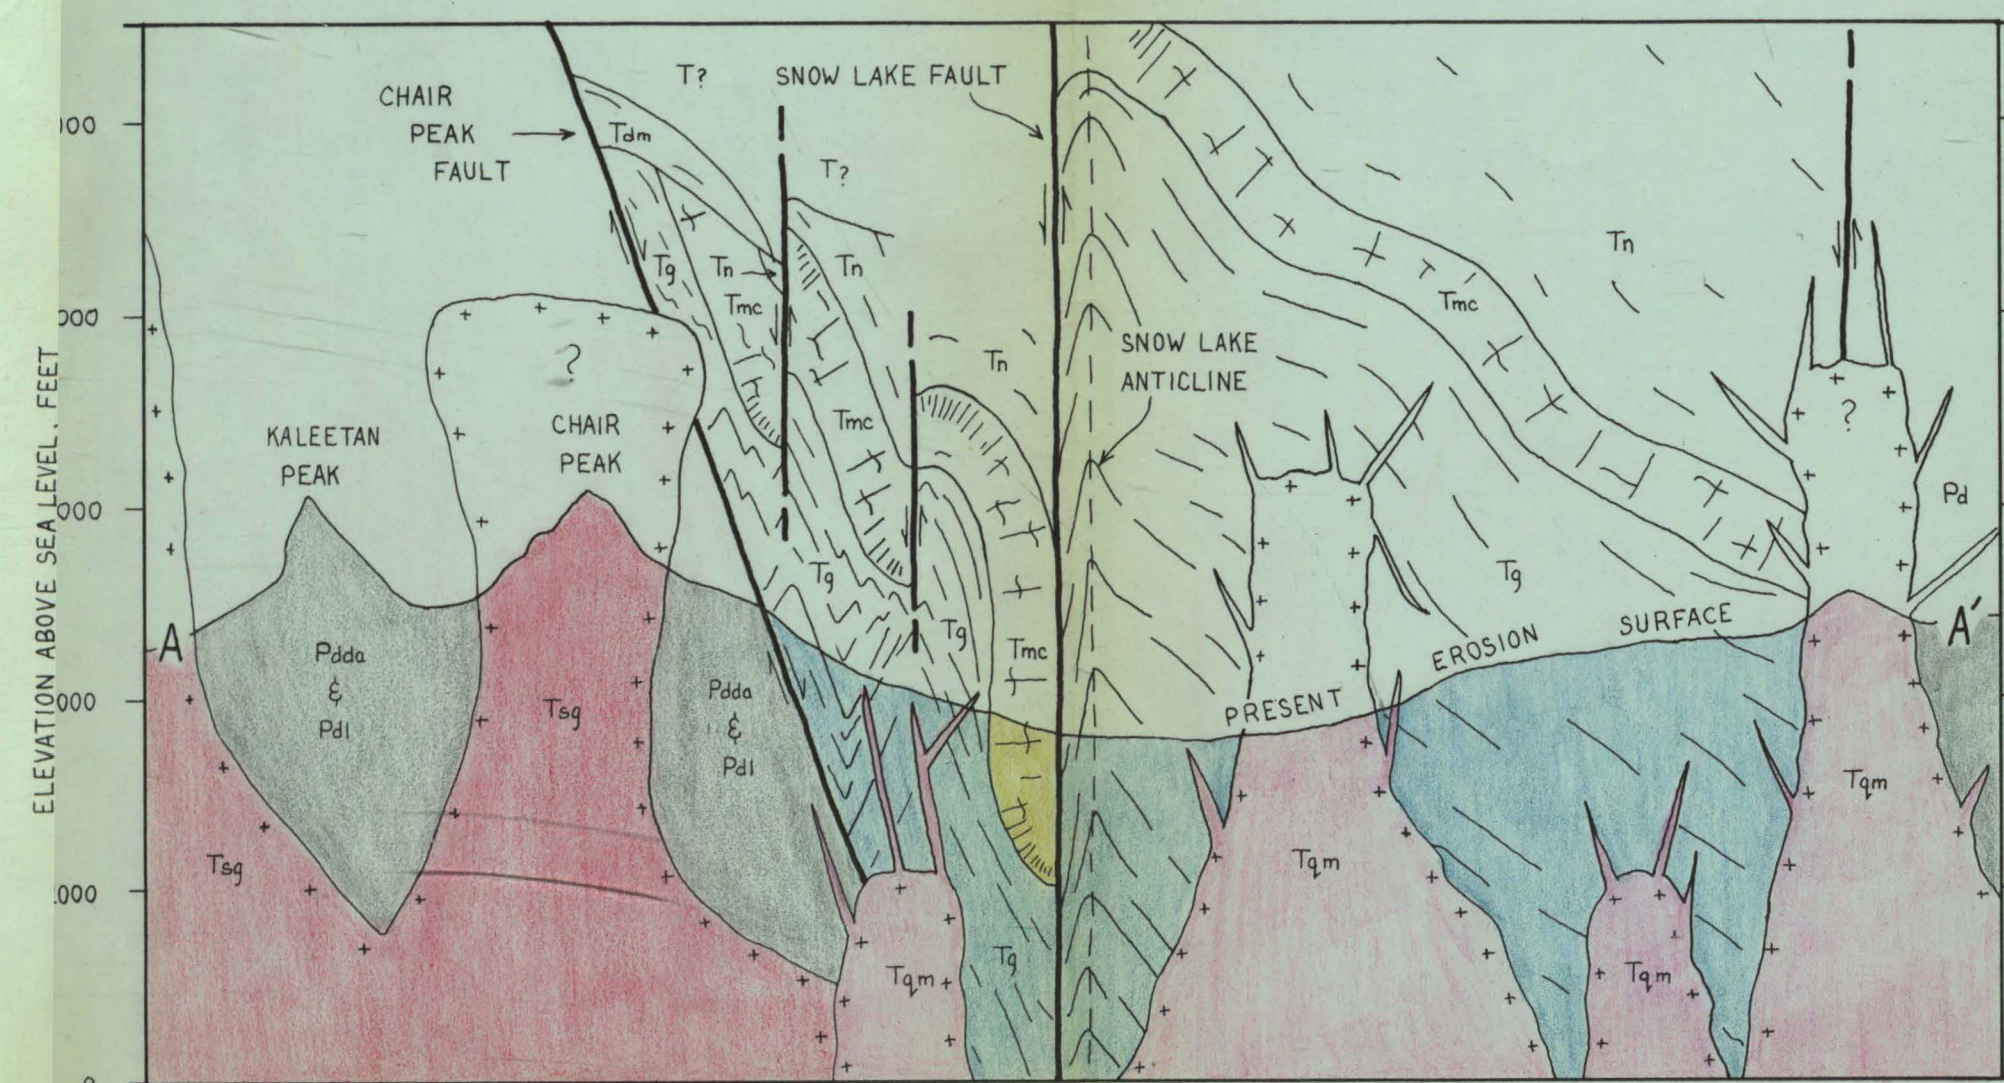 ELEVATION ABOVE SEA LEVEL, FEET
000
000
000
000
000
0
CHAIR
PEAK
FAULT
T?
SNOW LAKE FAULT
Tdm
T?
Tg
Tn
Tn
Tmc
Tn
Tmc
Tn
Tmc
SNOW LAKE
ANTICLINE
?
KALEETAN
PEAK
CHAIR
PEAK
?
Pd
Tg
Tg
Tg
A
A'
Tmc
PRESENT EROSION SURFACE
Pdda
&
Pdl
Tsg
Pdda
&
Pdl
Tsg
Tqm
Tqm
Tg
Tqm
Tqm